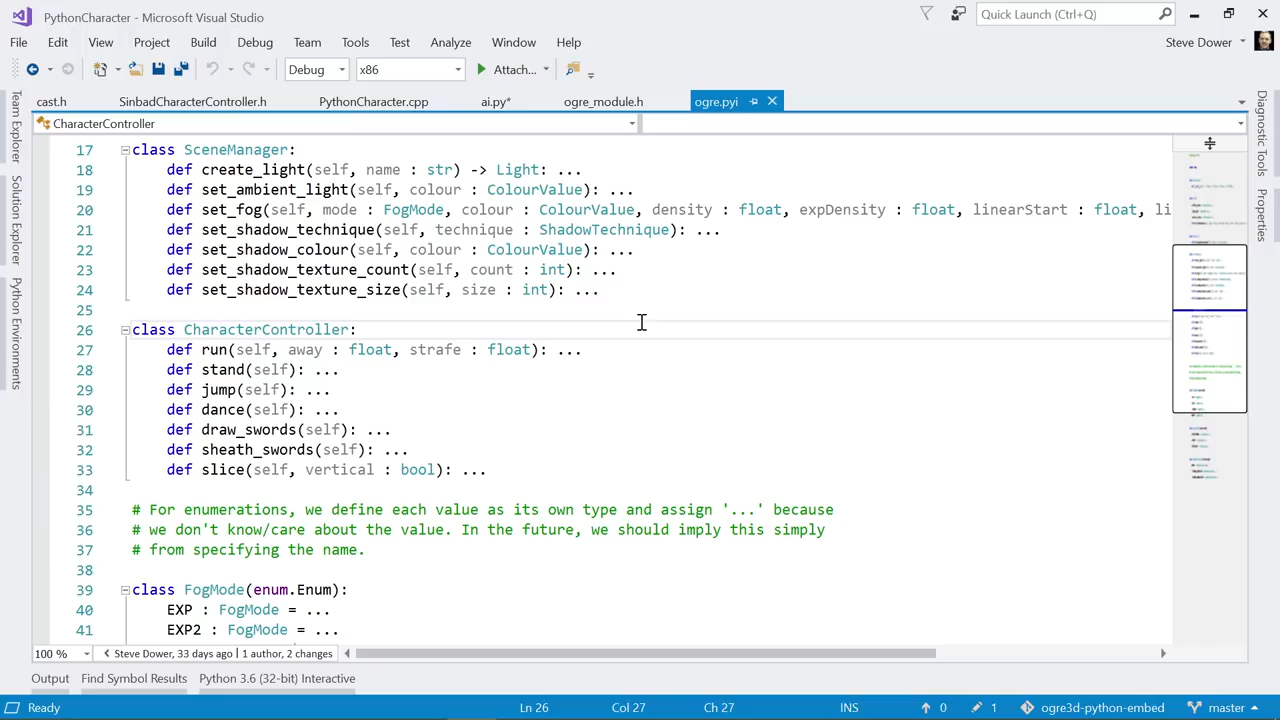 PythonCharacter - Microsoft Visual Studio
Quick Launch (Ctrl+Q)
File Edit View Project Build Debug Team Tools Test Analyze Window Help
Steve Dower
Debug x86 Attach...
cast.h SinbadCharacterController.h PythonCharacter.cpp ai.py* ogre_module.h ogre.pyi
CharacterController
Team Explorer
Solution Explorer
Python Environments
Diagnostic Tools
Properties
17 class SceneManager:
18 def create_light(self, name : str) -> Light: ...
19 def set_ambient_light(self, colour : ColourValue): ...
20 def set_fog(self, mode : FogMode, colour : ColourValue, density : float, expDensity : float, linearStart : float, li
21 def set_shadow_technique(self, technique : ShadowTechnique): ...
22 def set_shadow_colour(self, colour : ColourValue): ...
23 def set_shadow_texture_count(self, count : int): ...
24 def set_shadow_texture_size(self, size : int): ...
25
26 class CharacterController:
27 def run(self, away : float, strafe : float): ...
28 def stand(self): ...
29 def jump(self): ...
30 def dance(self): ...
31 def draw_swords(self): ...
32 def sheath_swords(self): ...
33 def slice(self, vertical : bool): ...
34
35 # For enumerations, we define each value as its own type and assign '...' because
36 # we don't know/care about the value. In the future, we should imply this simply
37 # from specifying the name.
38
39 class FogMode(enum.Enum):
40 EXP : FogMode = ...
41 EXP2 : FogMode = ...
100 % Steve Dower, 33 days ago | 1 author, 2 changes
Output Find Symbol Results Python 3.6 (32-bit) Interactive
Ready Ln 26 Col 27 Ch 27 INS 0 1 ogre3d-python-embed master